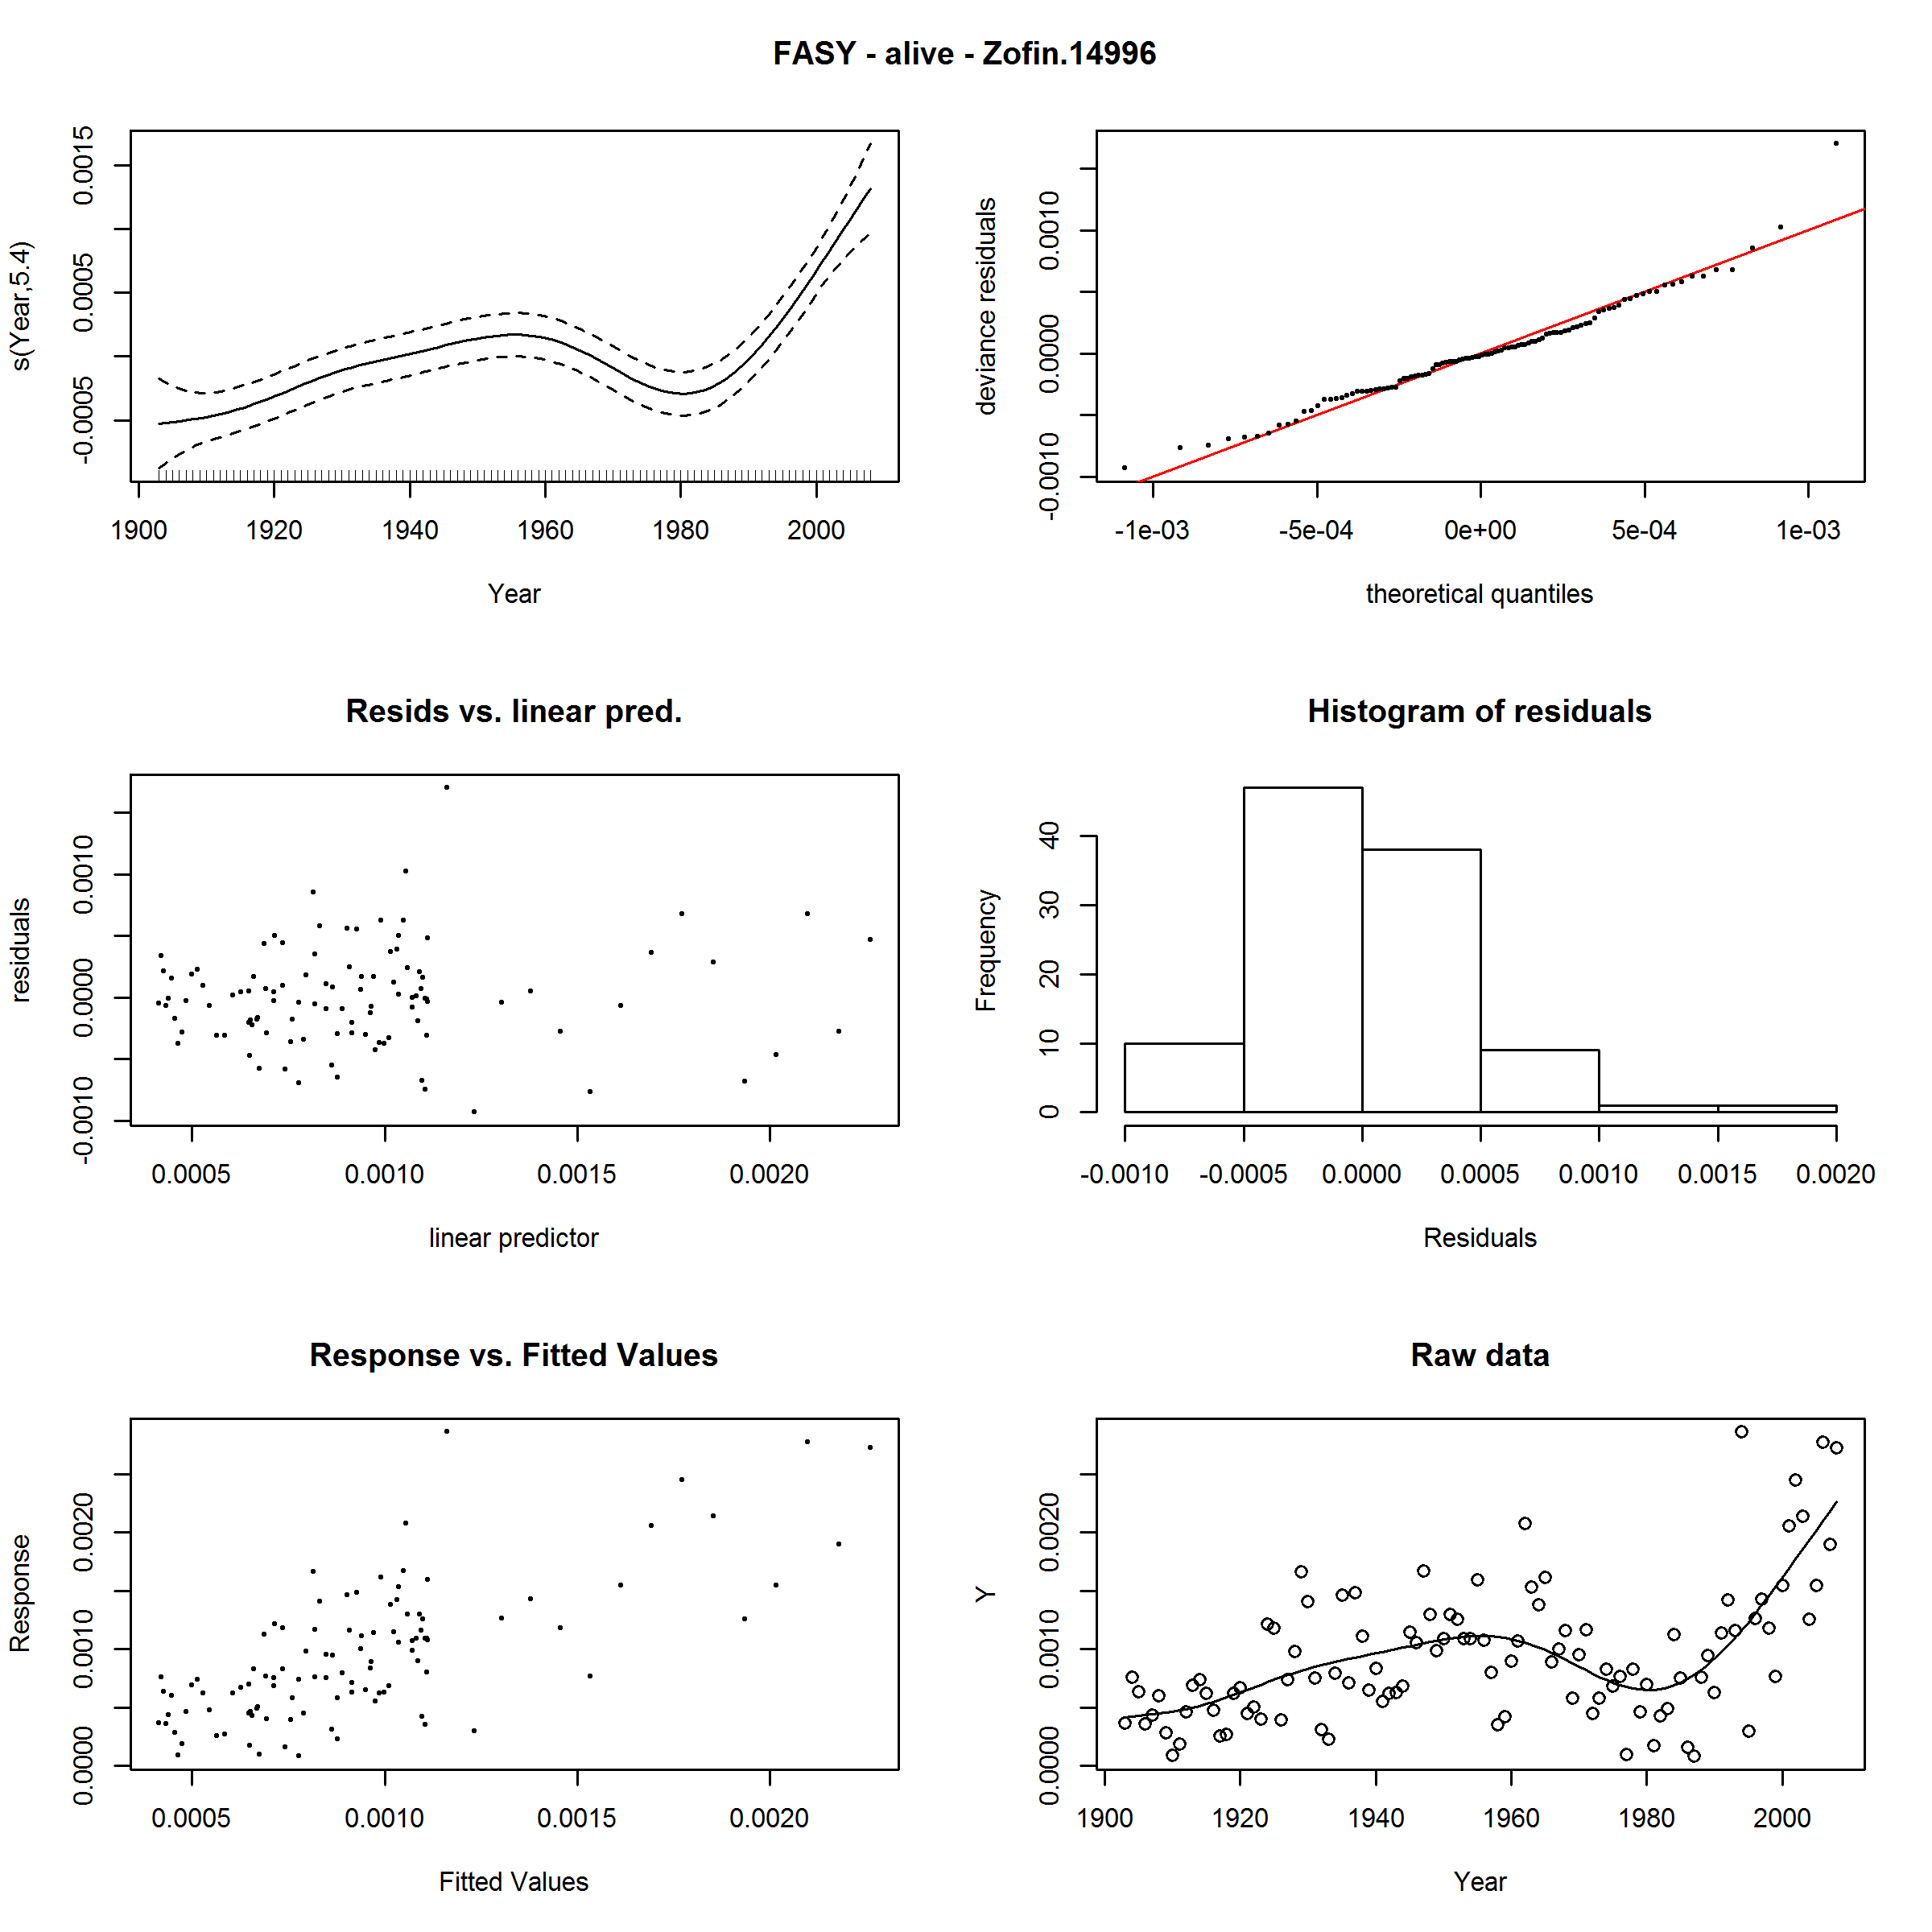 FASY - alive - Zofin.14996
s(Year,5.4)
-0.0005 0.0005 0.0015
1900 1920 1940 1960 1980 2000
Year
deviance residuals
-0.0010 0.0000 0.0010
-1e-03 -5e-04 0e+00 5e-04 1e-03
theoretical quantiles
Resids vs. linear pred.
residuals
-0.0010 0.0000 0.0010
0.0005 0.0010 0.0015 0.0020
linear predictor
Histogram of residuals
Frequency
0 10 20 30 40
-0.0010 -0.0005 0.0000 0.0005 0.0010 0.0015 0.0020
Residuals
Response vs. Fitted Values
Response
0.0000 0.0010 0.0020
0.0005 0.0010 0.0015 0.0020
Fitted Values
Raw data
Y
0.0000 0.0010 0.0020
1900 1920 1940 1960 1980 2000
Year